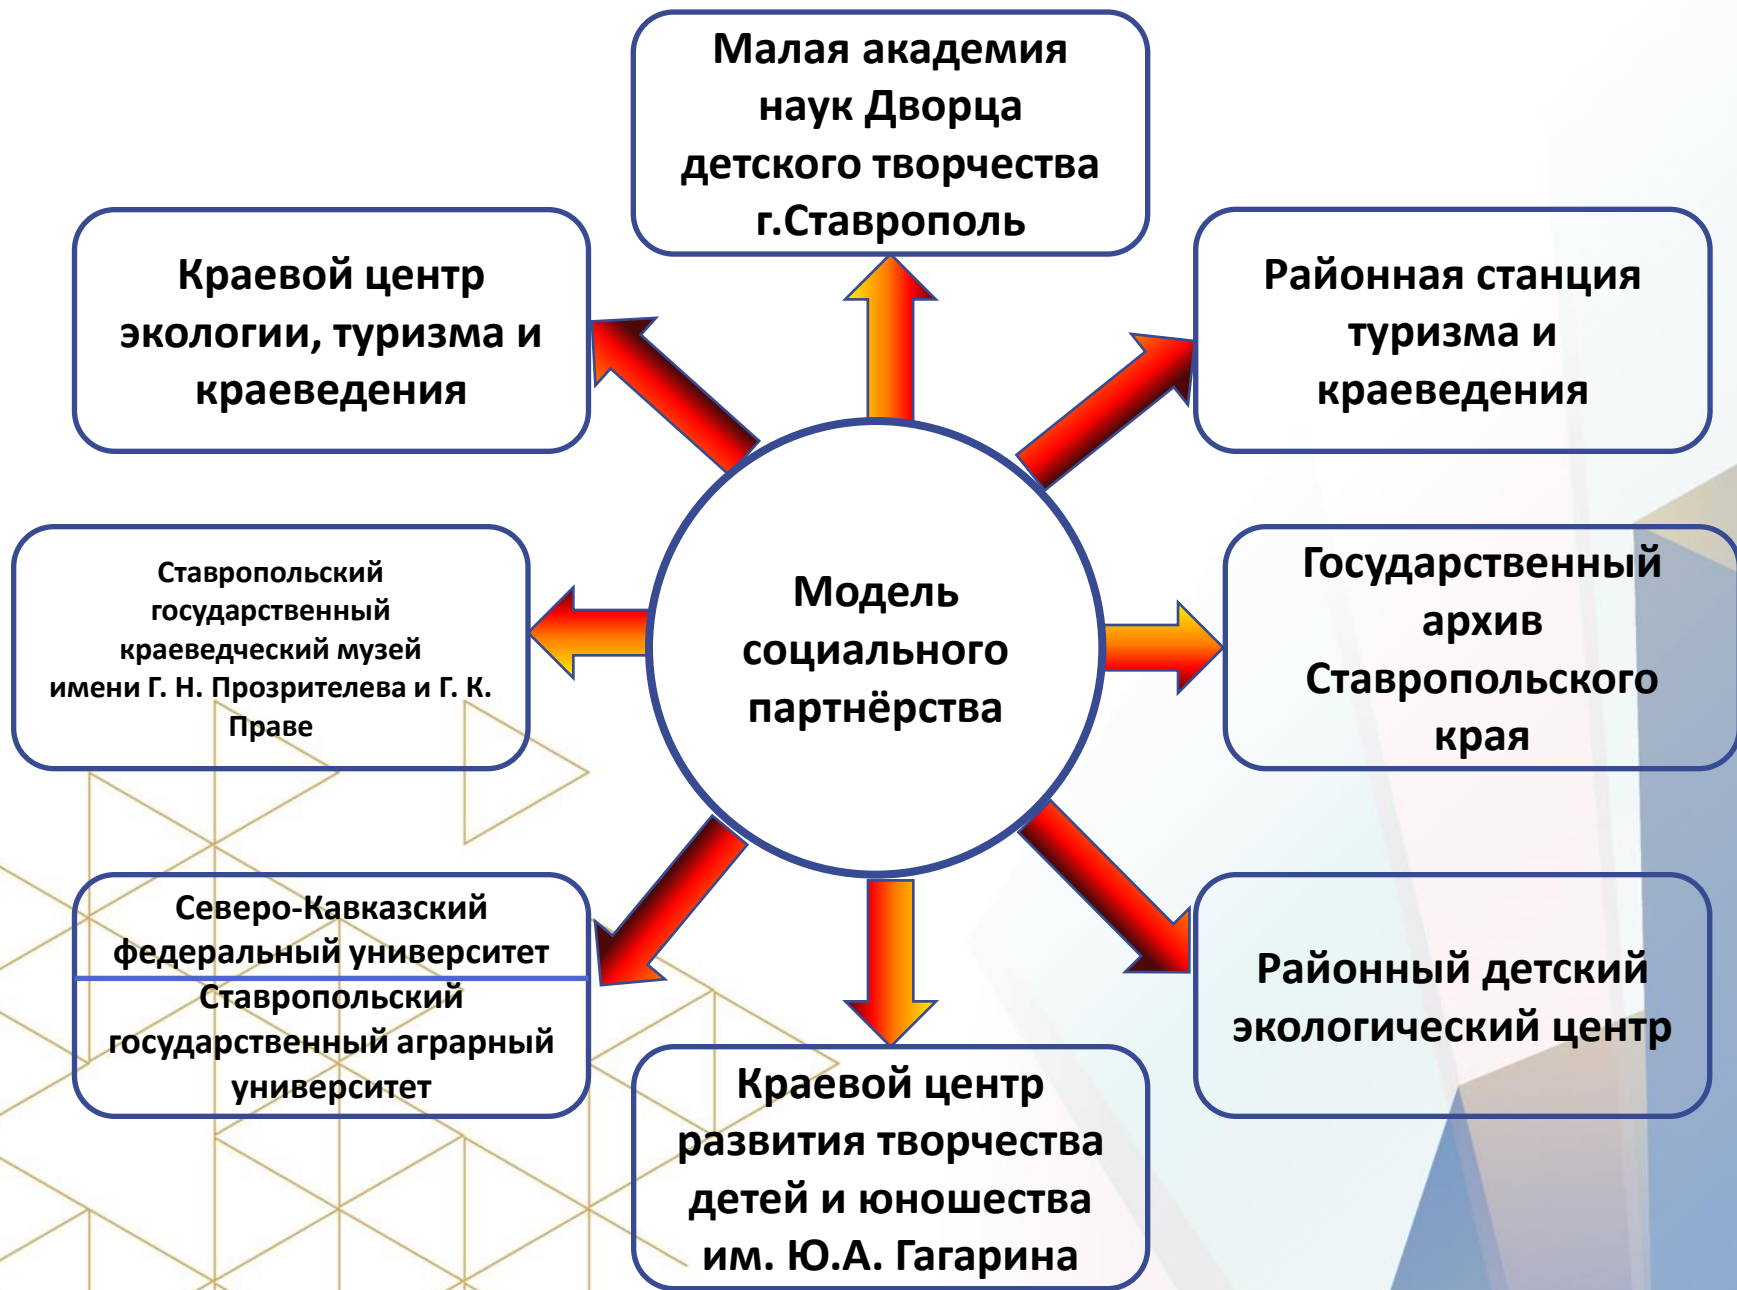 Малая академия
наук Дворца
детского творчества
г.Ставрополь
Краевой центр
экологии, туризма и
краеведения
Районная станция
туризма и
краеведения
Ставропольский
государственный
краеведческий музей
имени Г. Н. Прозрителева и Г. К.
Праве
Модель
социального
партнёрства
Государственный
архив
Ставропольского
края
Северо-Кавказский
федеральный университет
Ставропольский
государственный аграрный
университет
Районный детский
экологический центр
Краевой центр
развития творчества
детей и юношества
им. Ю.А. Гагарина